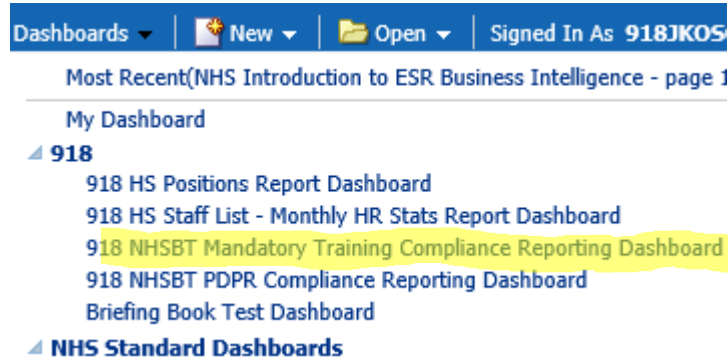 Dashboards New Open Signed In As 918JKOS
Most Recent(NHS Introduction to ESR Business Intelligence - page 1
My Dashboard
918
918 HS Positions Report Dashboard
918 HS Staff List - Monthly HR Stats Report Dashboard
918 NHSBT Mandatory Training Compliance Reporting Dashboard
918 NHSBT PDPR Compliance Reporting Dashboard
Briefing Book Test Dashboard
NHS Standard Dashboards